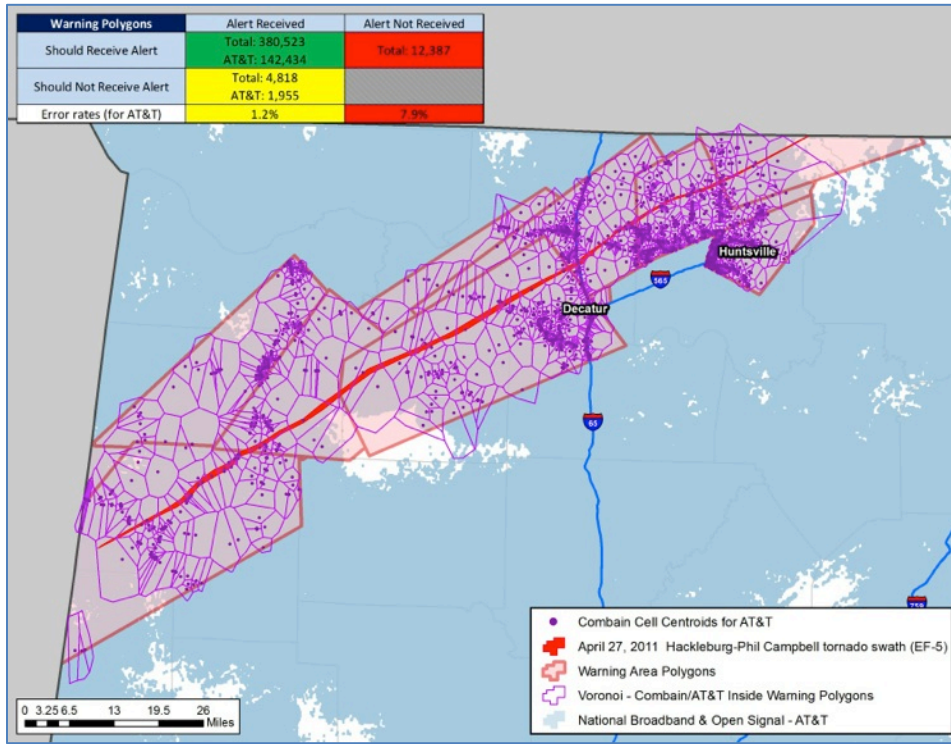 Warning Polygons Alert Received Alert Not Received
Should Receive Alert Total: 380,523 Total: 12,387
AT&T: 142,434
Should Not Receive Alert Total: 4,818
AT&T: 1,955
Error rates (for AT&T) 1.2% 7.9%
Huntsville
565
Decatur
65
759
Combain Cell Centroids for AT&T
April 27, 2011 Hackleburg-Phil Campbell tornado swath (EF-5)
Warning Area Polygons
Voronoi - Combain/AT&T Inside Warning Polygons
National Broadband & Open Signal - AT&T
0 3.25 6.5 13 19.5 26
Miles